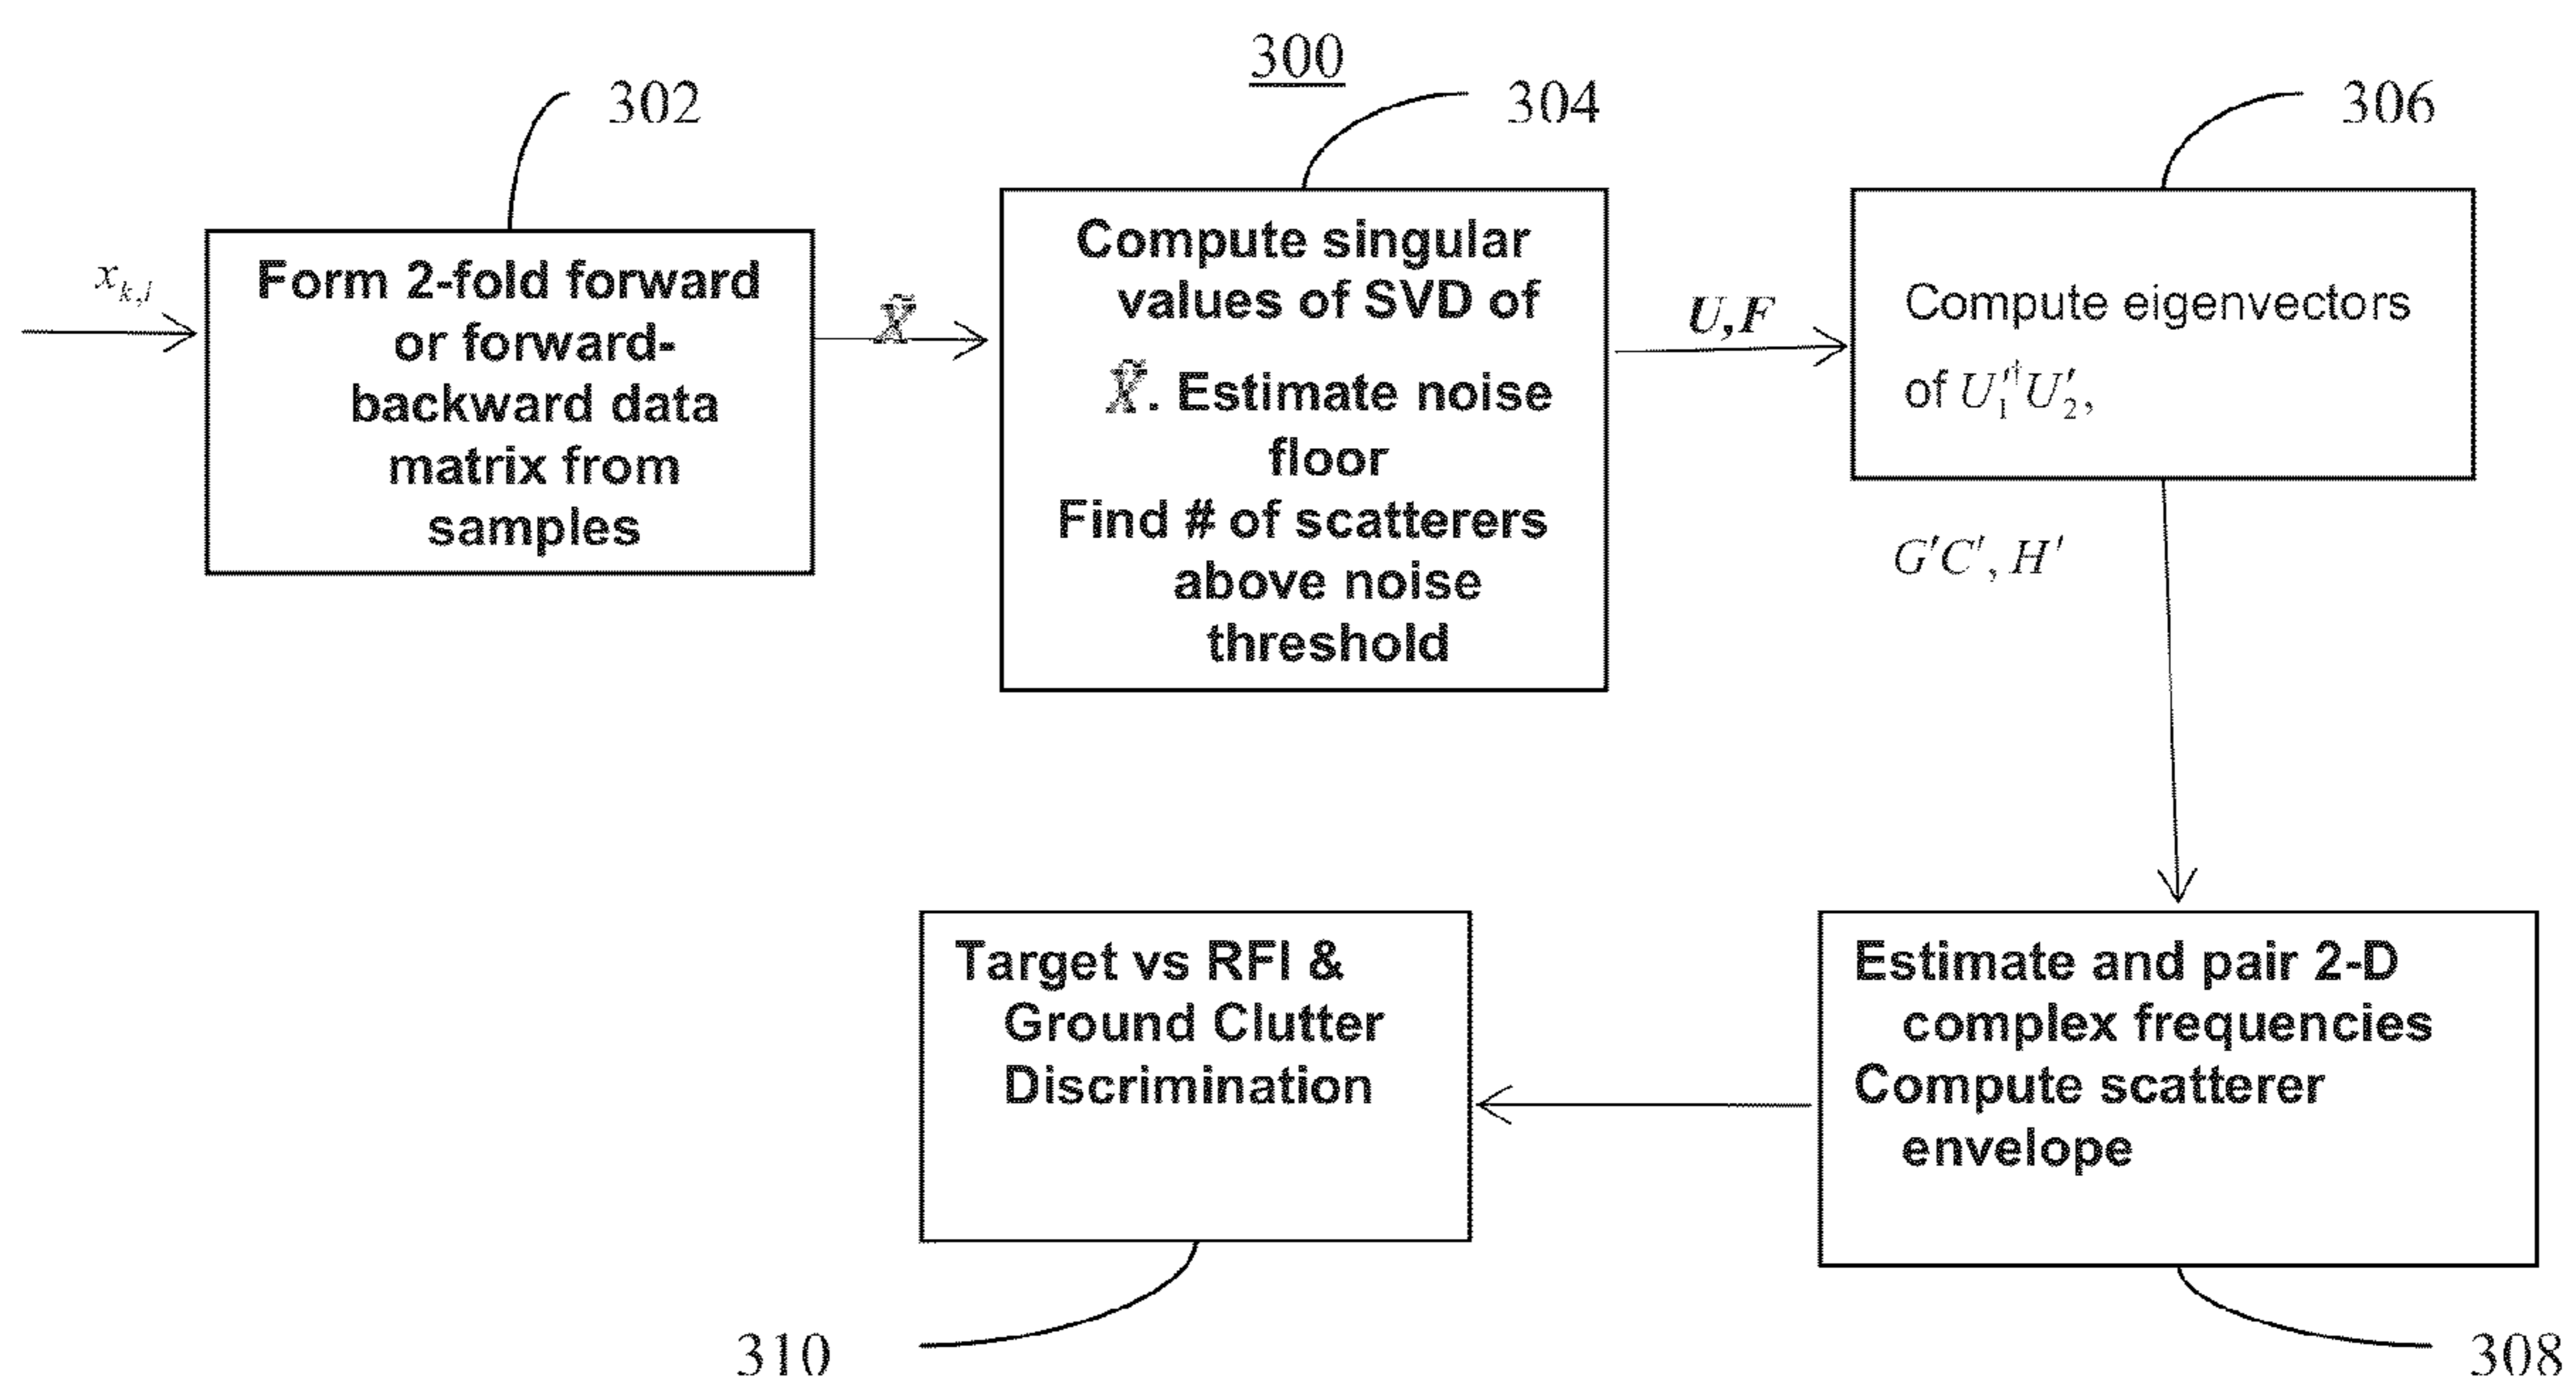 300
302
304
306
x_{k,l}
Form 2-fold forward
or forward-
backward data
matrix from
samples
X̃
Compute singular
values of SVD of
X̃. Estimate noise
floor
Find # of scatterers
above noise
threshold
U,F
Compute eigenvectors
of U′₁†U′₂,
G′C′, H′
Target vs RFI &
Ground Clutter
Discrimination
Estimate and pair 2-D
complex frequencies
Compute scatterer
envelope
310
308